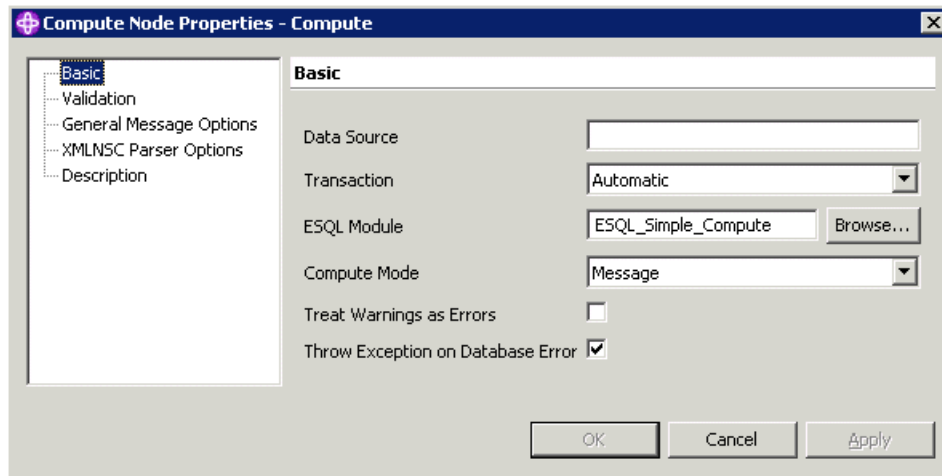 Compute Node Properties - Compute
Basic
Validation
General Message Options
XMLNSC Parser Options
Description
Basic
Data Source
Transaction Automatic
ESQL Module ESQL_Simple_Compute Browse...
Compute Mode Message
Treat Warnings as Errors
Throw Exception on Database Error
OK Cancel Apply